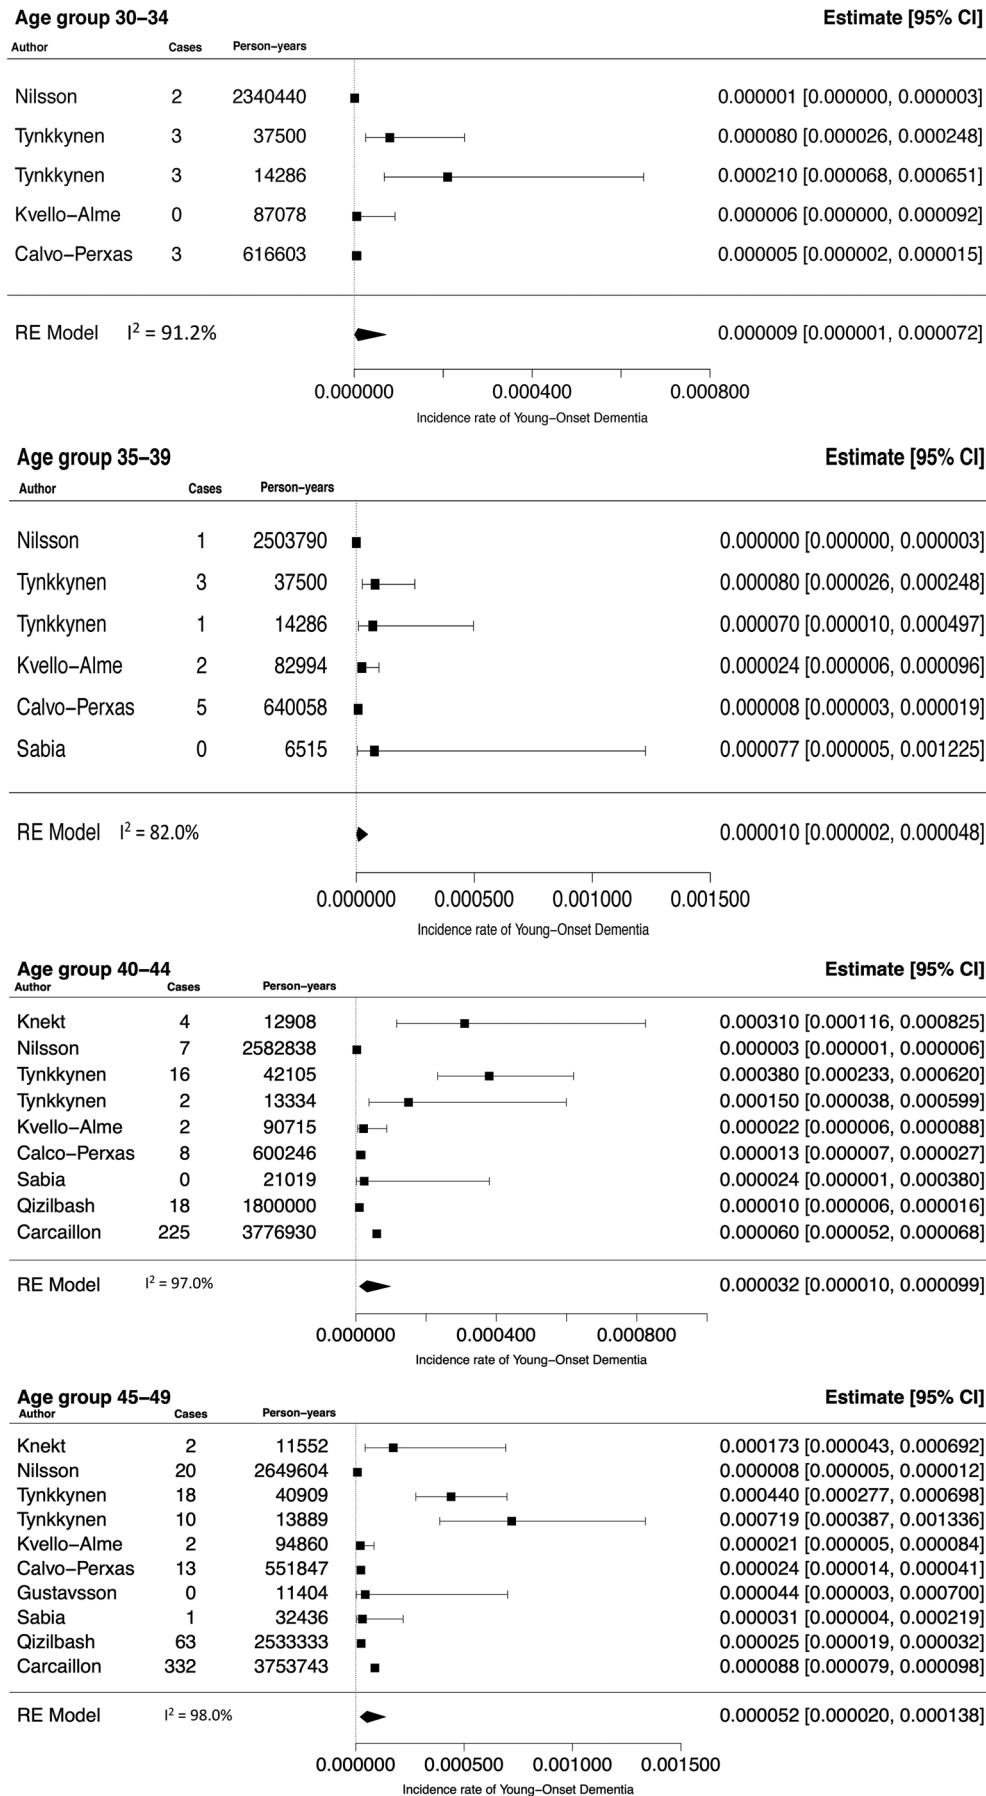 Age group 30–34 Estimate [95% CI]
Author Cases Person–years
Nilsson 2 2340440 0.000001 [0.000000, 0.000003]
Tynkkynen 3 37500 0.000080 [0.000026, 0.000248]
Tynkkynen 3 14286 0.000210 [0.000068, 0.000651]
Kvello–Alme 0 87078 0.000006 [0.000000, 0.000092]
Calvo–Perxas 3 616603 0.000005 [0.000002, 0.000015]
RE Model I² = 91.2% 0.000009 [0.000001, 0.000072]
0.000000 0.000400 0.000800
Incidence rate of Young–Onset Dementia
Age group 35–39 Estimate [95% CI]
Author Cases Person–years
Nilsson 1 2503790 0.000000 [0.000000, 0.000003]
Tynkkynen 3 37500 0.000080 [0.000026, 0.000248]
Tynkkynen 1 14286 0.000070 [0.000010, 0.000497]
Kvello–Alme 2 82994 0.000024 [0.000006, 0.000096]
Calvo–Perxas 5 640058 0.000008 [0.000003, 0.000019]
Sabia 0 6515 0.000077 [0.000005, 0.001225]
RE Model I² = 82.0% 0.000010 [0.000002, 0.000048]
0.000000 0.000500 0.001000 0.001500
Incidence rate of Young–Onset Dementia
Age group 40–44 Estimate [95% CI]
Author Cases Person–years
Knekt 4 12908 0.000310 [0.000116, 0.000825]
Nilsson 7 2582838 0.000003 [0.000001, 0.000006]
Tynkkynen 16 42105 0.000380 [0.000233, 0.000620]
Tynkkynen 2 13334 0.000150 [0.000038, 0.000599]
Kvello–Alme 2 90715 0.000022 [0.000006, 0.000088]
Calco–Perxas 8 600246 0.000013 [0.000007, 0.000027]
Sabia 0 21019 0.000024 [0.000001, 0.000380]
Qizilbash 18 1800000 0.000010 [0.000006, 0.000016]
Carcaillon 225 3776930 0.000060 [0.000052, 0.000068]
RE Model I² = 97.0% 0.000032 [0.000010, 0.000099]
0.000000 0.000400 0.000800
Incidence rate of Young–Onset Dementia
Age group 45–49 Estimate [95% CI]
Author Cases Person–years
Knekt 2 11552 0.000173 [0.000043, 0.000692]
Nilsson 20 2649604 0.000008 [0.000005, 0.000012]
Tynkkynen 18 40909 0.000440 [0.000277, 0.000698]
Tynkkynen 10 13889 0.000719 [0.000387, 0.001336]
Kvello–Alme 2 94860 0.000021 [0.000005, 0.000084]
Calvo–Perxas 13 551847 0.000024 [0.000014, 0.000041]
Gustavsson 0 11404 0.000044 [0.000003, 0.000700]
Sabia 1 32436 0.000031 [0.000004, 0.000219]
Qizilbash 63 2533333 0.000025 [0.000019, 0.000032]
Carcaillon 332 3753743 0.000088 [0.000079, 0.000098]
RE Model I² = 98.0% 0.000052 [0.000020, 0.000138]
0.000000 0.000500 0.001000 0.001500
Incidence rate of Young–Onset Dementia